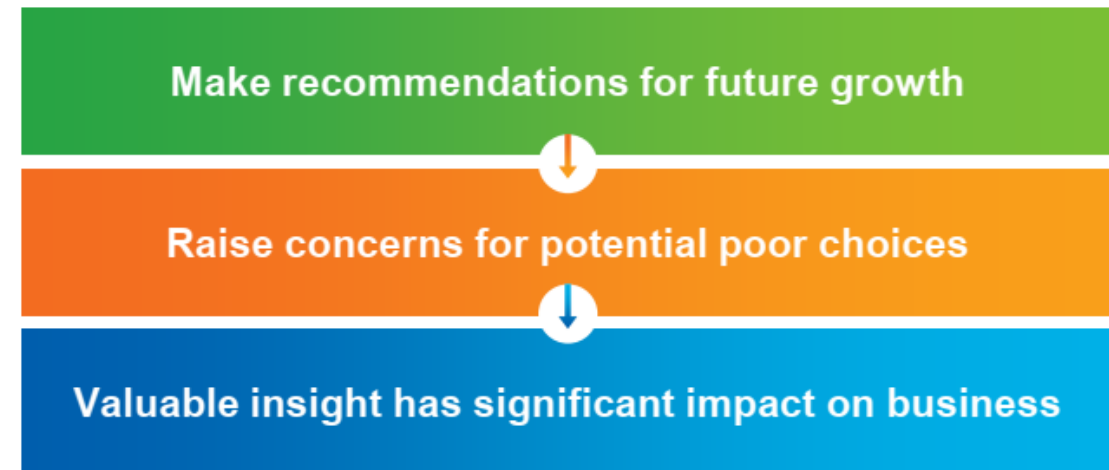 Make recommendations for future growth
Raise concerns for potential poor choices
Valuable insight has significant impact on business